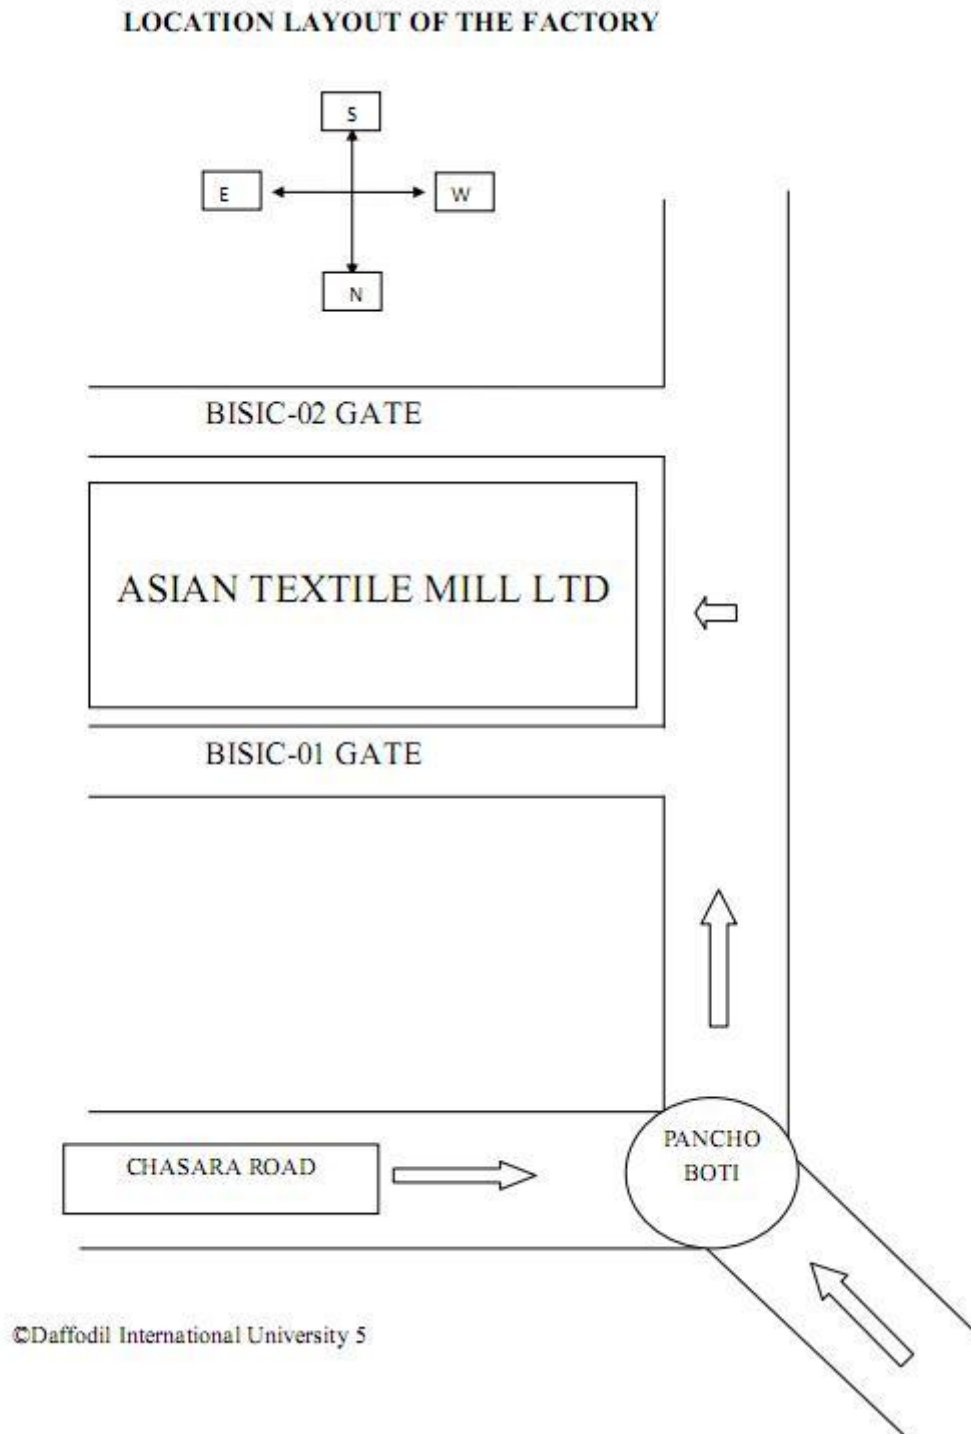 LOCATION LAYOUT OF THE FACTORY
S
E
W
N
BISIC-02 GATE
ASIAN TEXTILE MILL LTD
BISIC-01 GATE
PANCHO
BOTI
CHASARA ROAD
©Daffodil International University 5